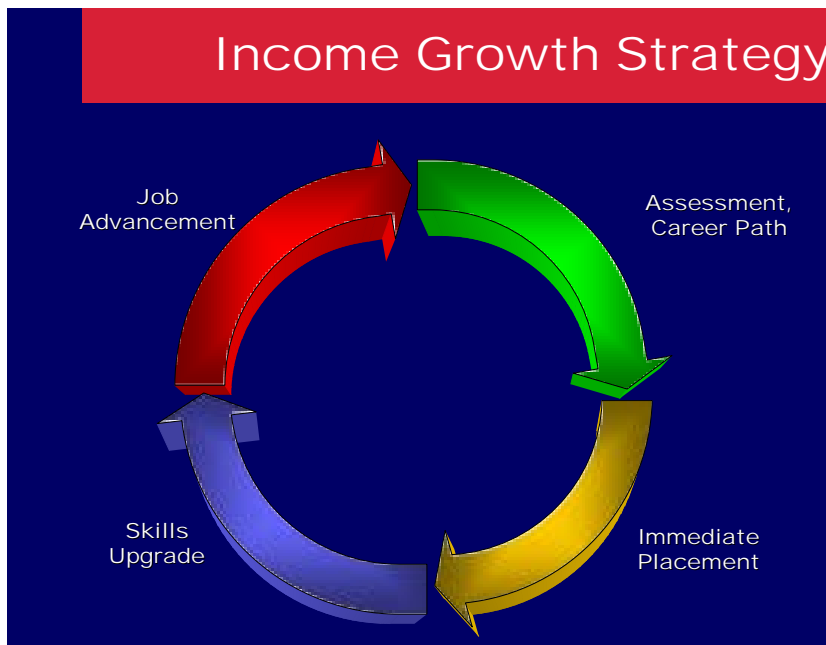 Income Growth Strategy
Job
Advancement
Assessment,
Career Path
Skills
Upgrade
Immediate
Placement